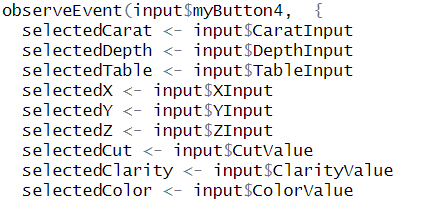 observeEvent(input$myButton4,  {
  selectedCarat <- input$CaratInput
  selectedDepth <- input$DepthInput
  selectedTable <- input$TableInput
  selectedX <- input$XInput
  selectedY <- input$YInput
  selectedZ <- input$ZInput
  selectedCut <- input$CutValue
  selectedClarity <- input$ClarityValue
  selectedColor <- input$ColorValue